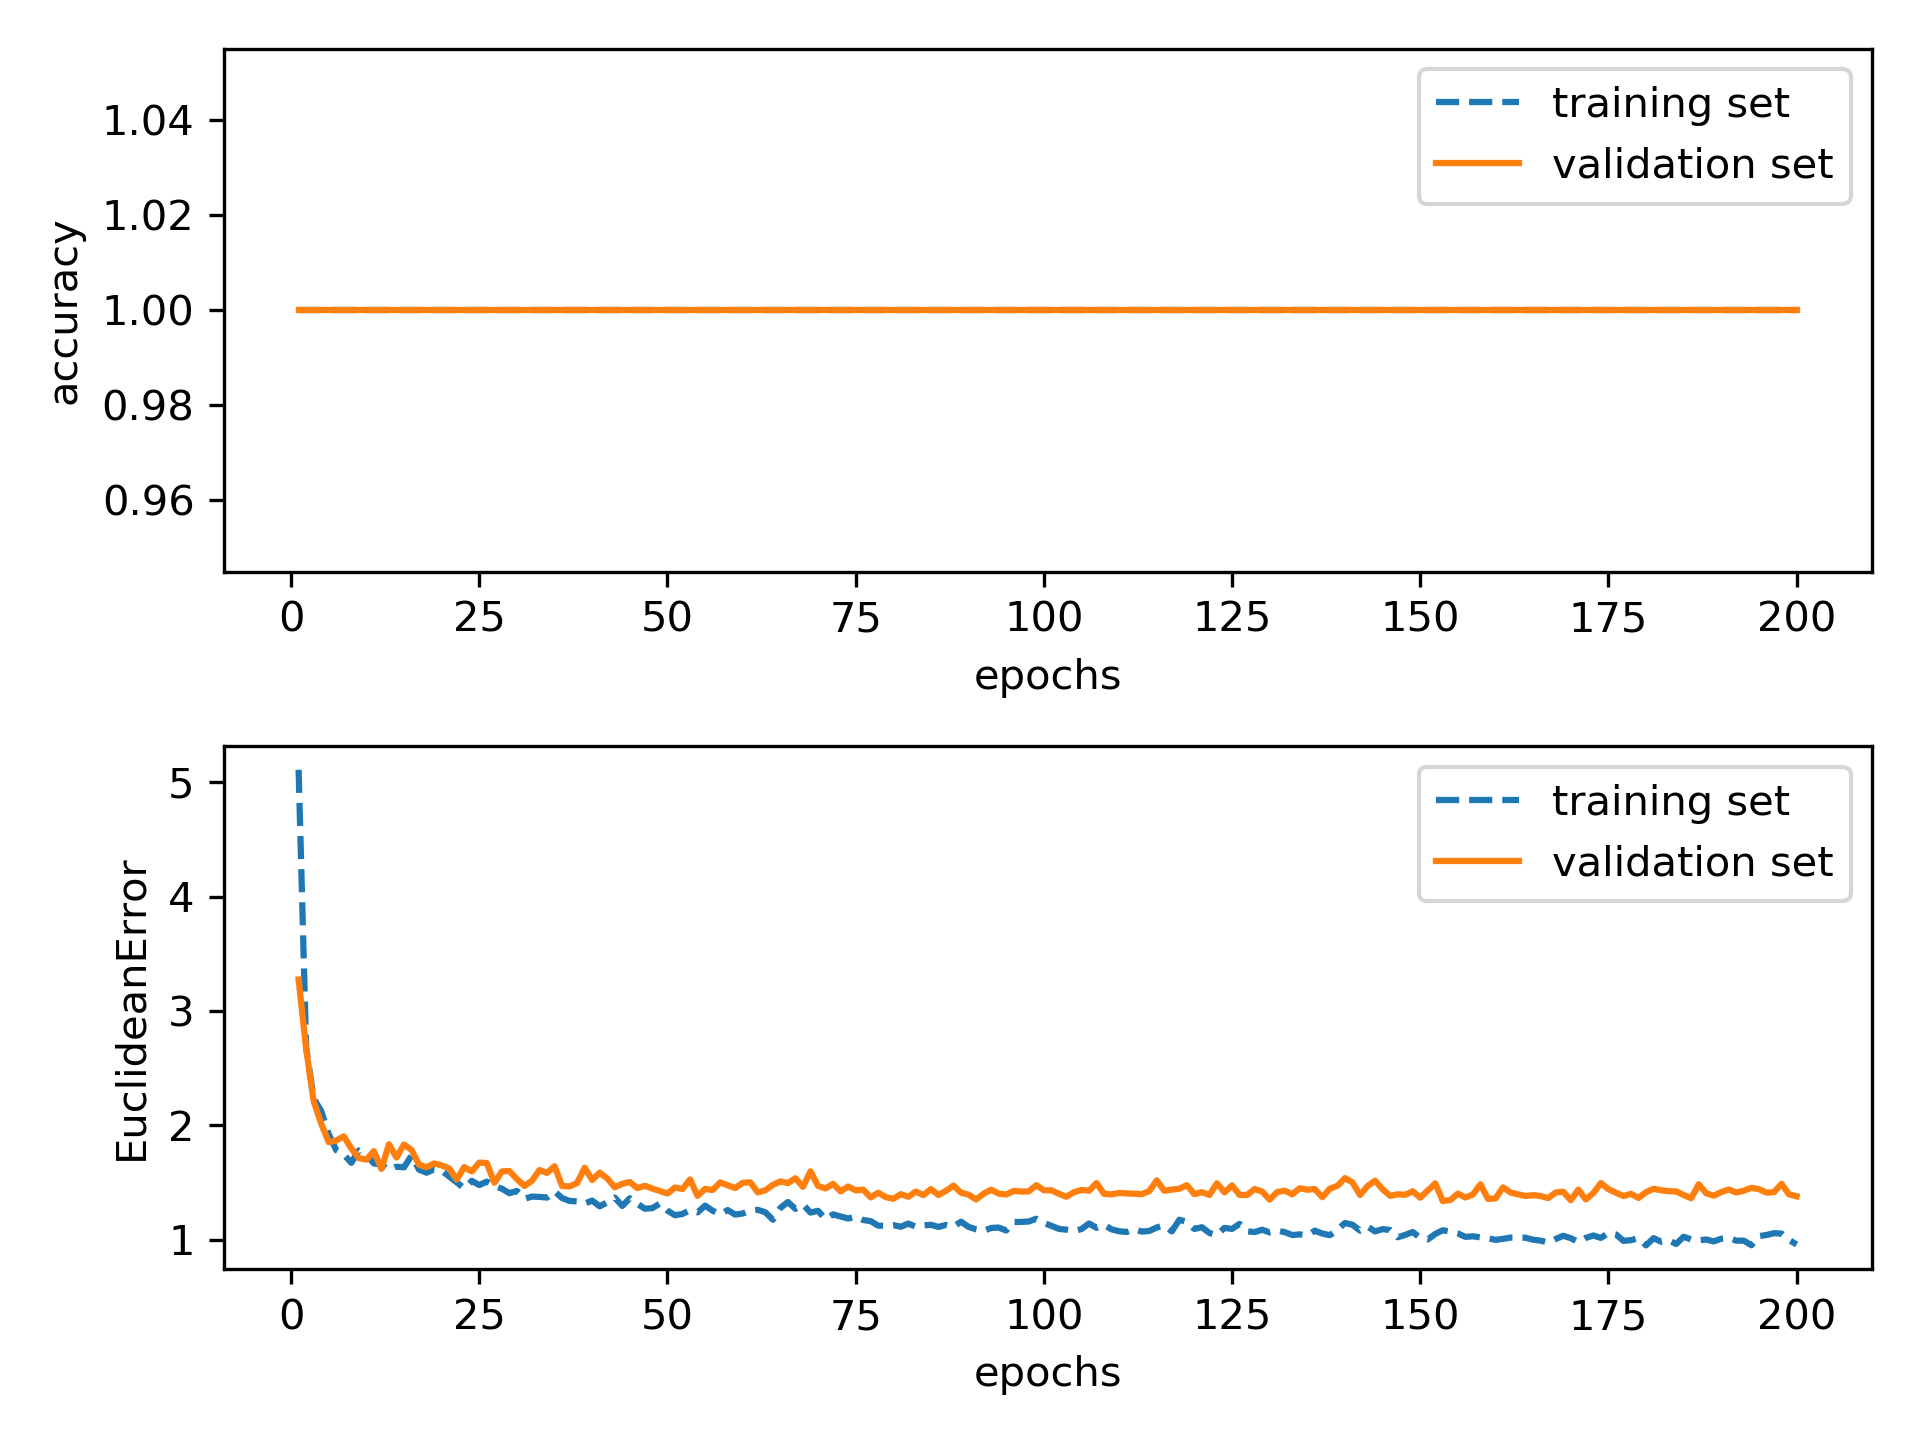 training set
validation set
accuracy
1.04
1.02
1.00
0.98
0.96
0 25 50 75 100 125 150 175 200
epochs
training set
validation set
EuclideanError
5
4
3
2
1
0 25 50 75 100 125 150 175 200
epochs